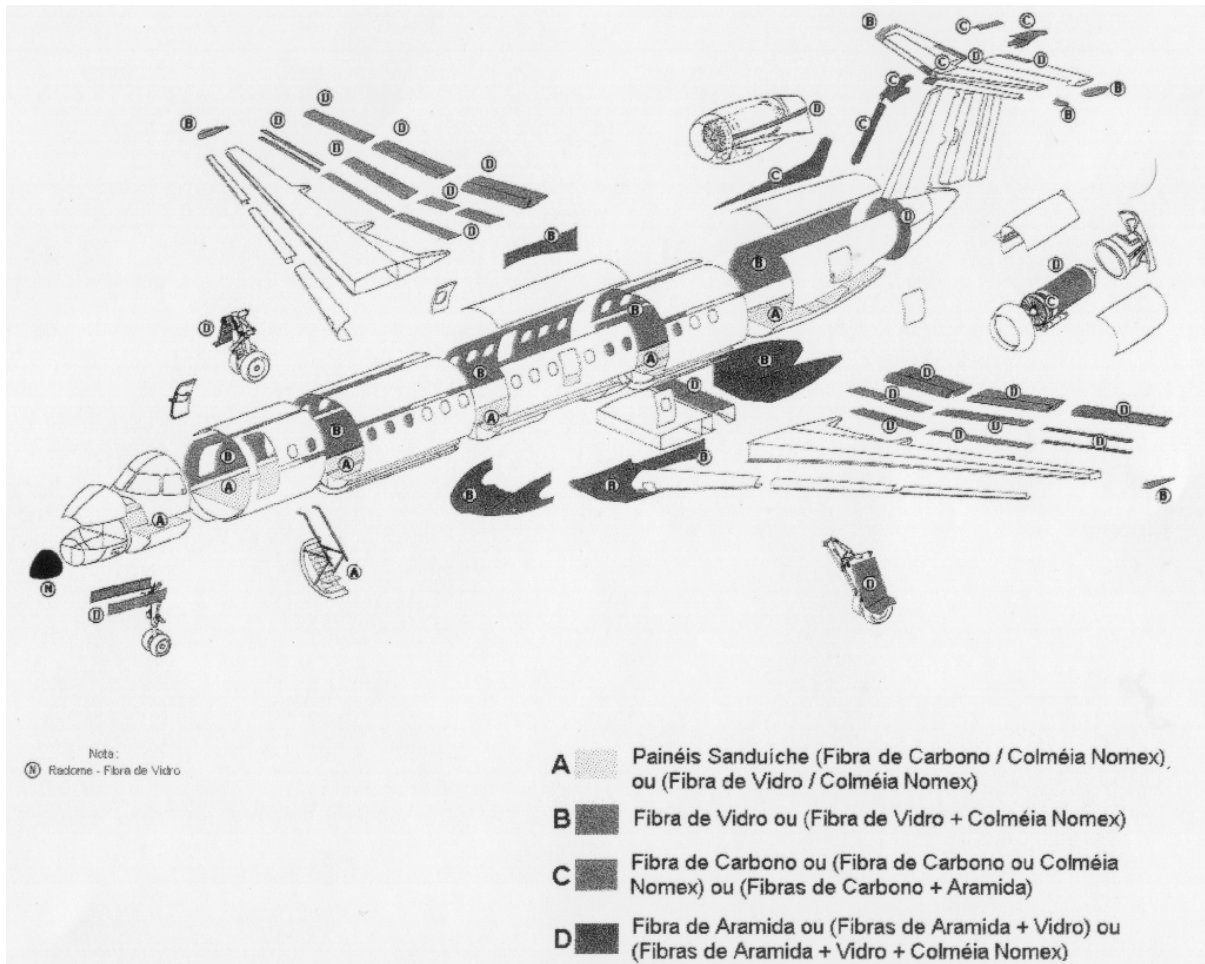 B
C
C
D
D
C
C
B
D
B
B
B
D
D
C
D
D
C
D
D
D
B
B
D
C
B
A
D
A
B
B
D
D
D
D
A
D
D
D
B
D
D
B
D
A
B
A
B
B
A
A
D
N
D
Nota:
N Radome - Fibra de Vidro
A Painéis Sanduíche (Fibra de Carbono / Colméia Nomex)
ou (Fibra de Vidro / Colméia Nomex)
B Fibra de Vidro ou (Fibra de Vidro + Colméia Nomex)
C Fibra de Carbono ou (Fibra de Carbono ou Colméia
Nomex) ou (Fibras de Carbono + Aramida)
D Fibra de Aramida ou (Fibras de Aramida + Vidro) ou
(Fibras de Aramida + Vidro + Colméia Nomex)